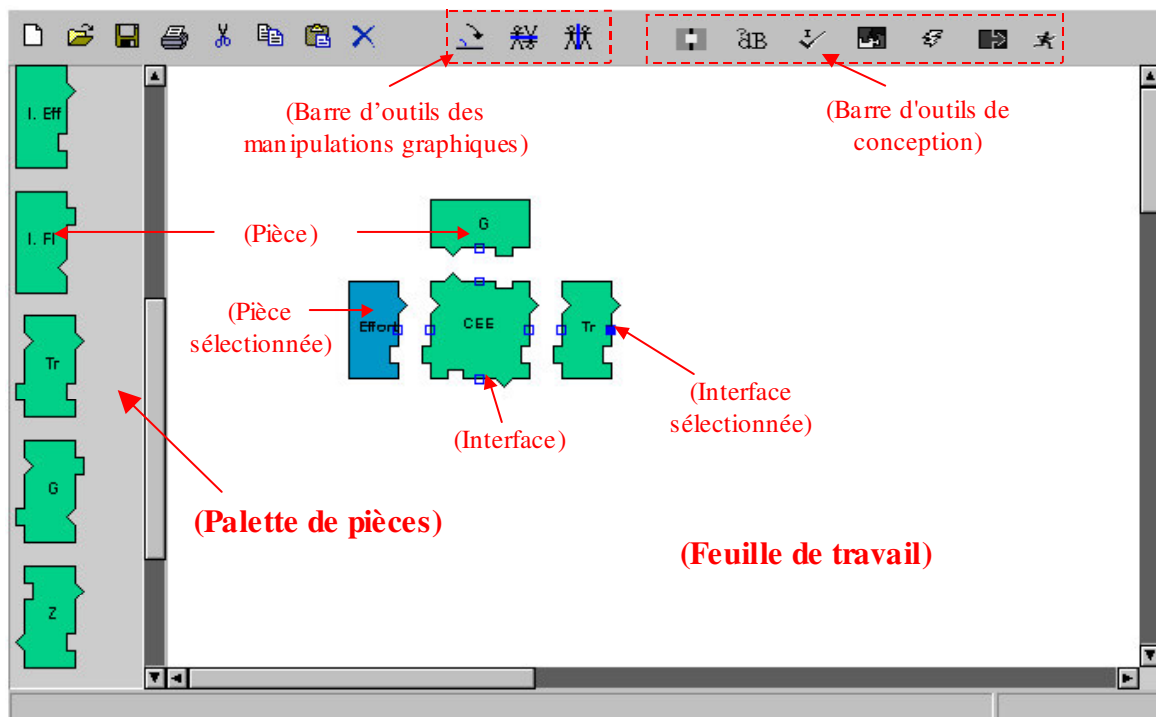 ãB
I. Eff
(Barre d’outils des
manipulations graphiques)
(Barre d'outils de
conception)
I. Fl
(Pièce)
G
(Pièce
sélectionnée)
Effort
CEE
Tr
Tr
(Interface
sélectionnée)
(Interface)
G
(Palette de pièces)
(Feuille de travail)
Z